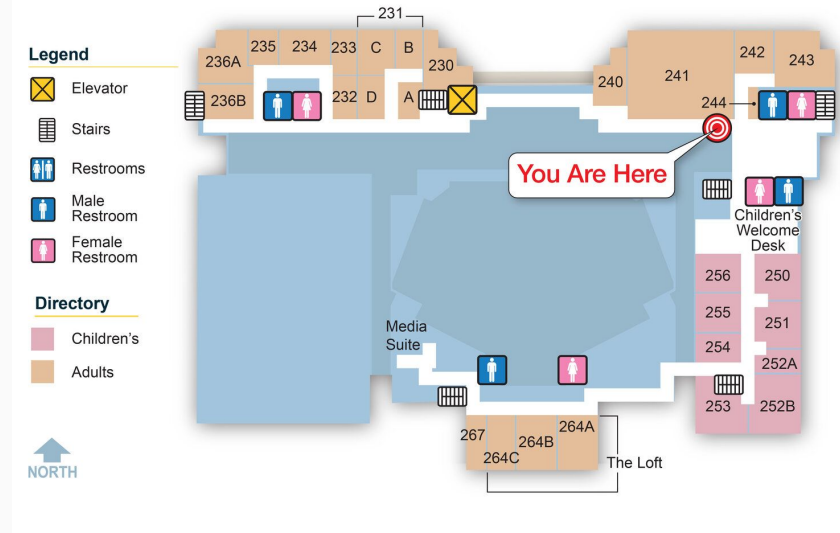 Legend
Elevator
Stairs
Restrooms
Male
Restroom
Female
Restroom
Directory
Children's
Adults
NORTH
231
236A
235
234
233
C
B
230
236B
232
D
A
240
241
242
243
244
You Are Here
Children's
Welcome
Desk
256
250
255
251
254
252A
253
252B
Media
Suite
267
264C
264B
264A
The Loft